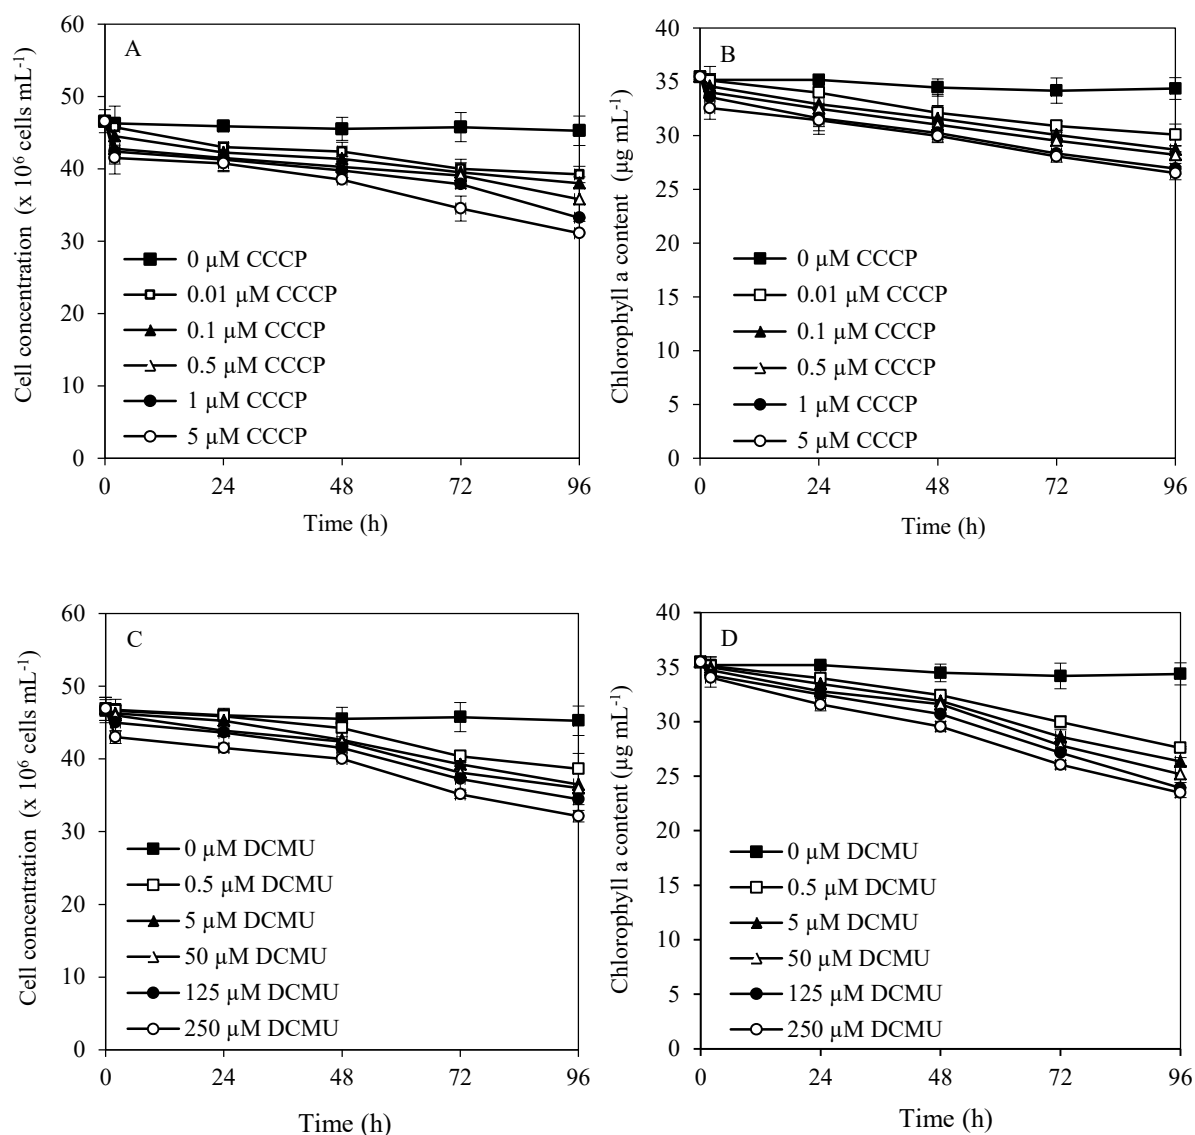 A
Cell concentration (x 10⁶ cells mL⁻¹)
60
50
40
30
20
10
0
0 µM CCCP
0.01 µM CCCP
0.1 µM CCCP
0.5 µM CCCP
1 µM CCCP
5 µM CCCP
0 24 48 72 96
Time (h)
B
Chlorophyll a content (µg mL⁻¹)
40
35
30
25
20
15
10
5
0
0 µM CCCP
0.01 µM CCCP
0.1 µM CCCP
0.5 µM CCCP
1 µM CCCP
5 µM CCCP
0 24 48 72 96
Time (h)
C
Cell concentration (x 10⁶ cells mL⁻¹)
60
50
40
30
20
10
0
0 µM DCMU
0.5 µM DCMU
5 µM DCMU
50 µM DCMU
125 µM DCMU
250 µM DCMU
0 24 48 72 96
Time (h)
D
Chlorophyll a content (µg mL⁻¹)
40
35
30
25
20
15
10
5
0
0 µM DCMU
0.5 µM DCMU
5 µM DCMU
50 µM DCMU
125 µM DCMU
250 µM DCMU
0 24 48 72 96
Time (h)